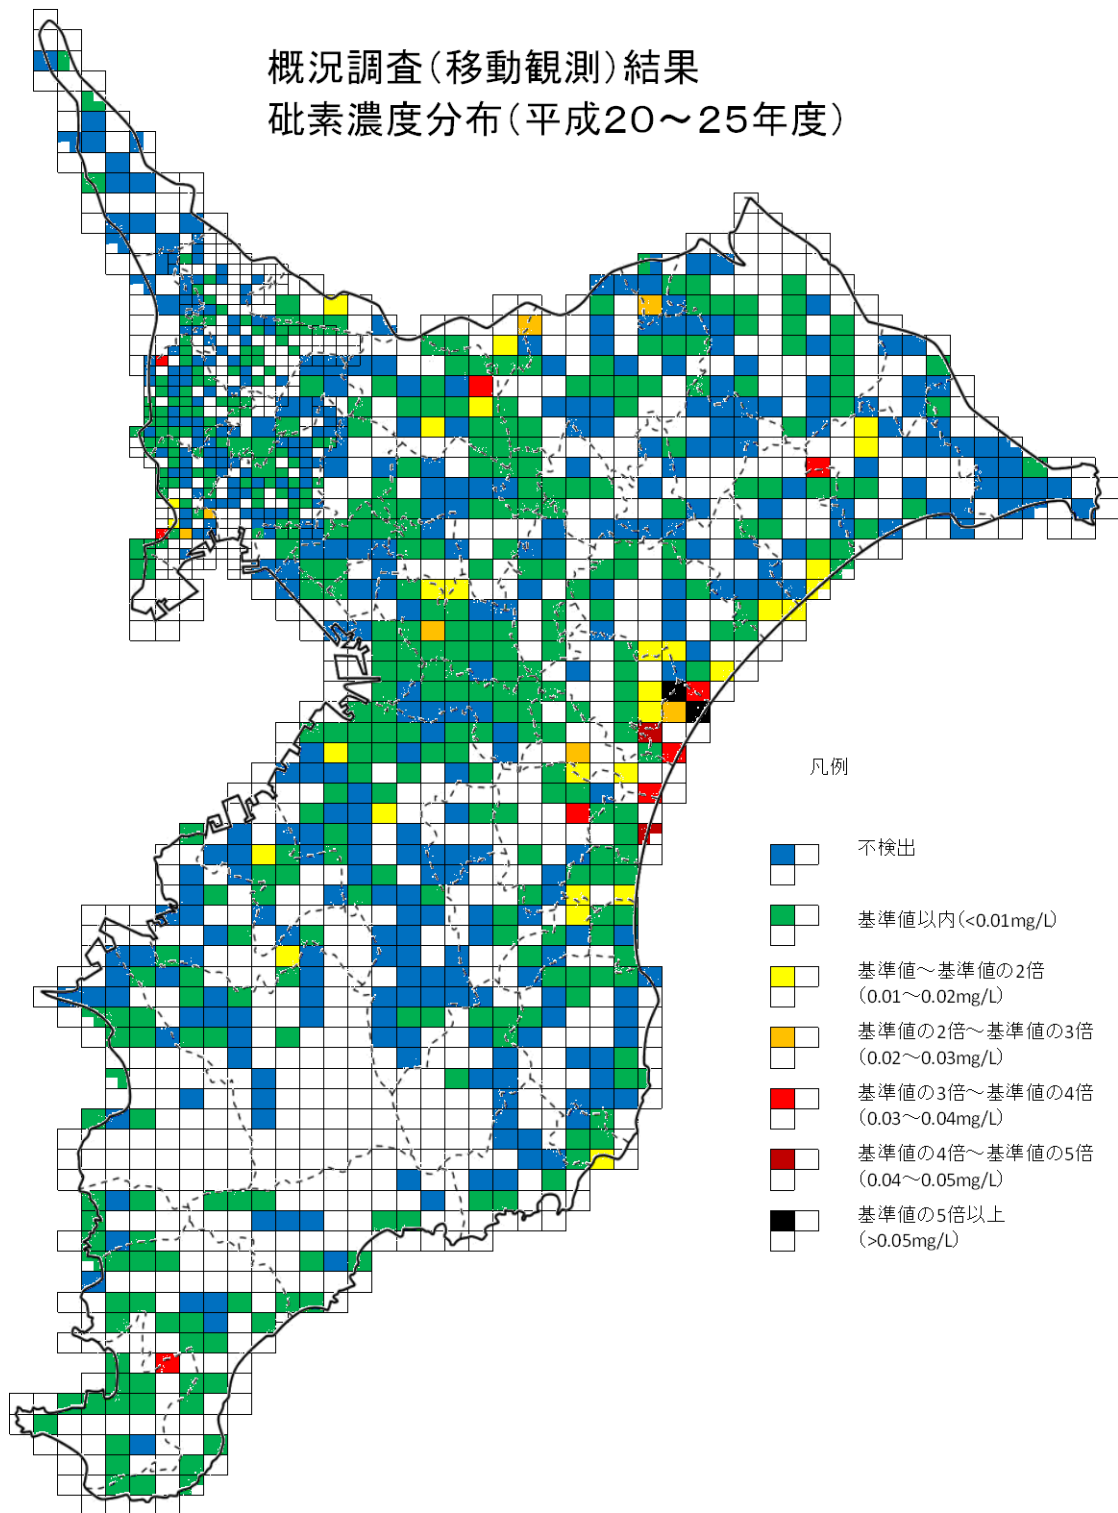 概況調査(移動観測)結果
砒素濃度分布(平成20～25年度)
凡例
不検出
基準値以内(<0.01mg/L)
基準値～基準値の2倍
(0.01～0.02mg/L)
基準値の2倍～基準値の3倍
(0.02～0.03mg/L)
基準値の3倍～基準値の4倍
(0.03～0.04mg/L)
基準値の4倍～基準値の5倍
(0.04～0.05mg/L)
基準値の5倍以上
(>0.05mg/L)